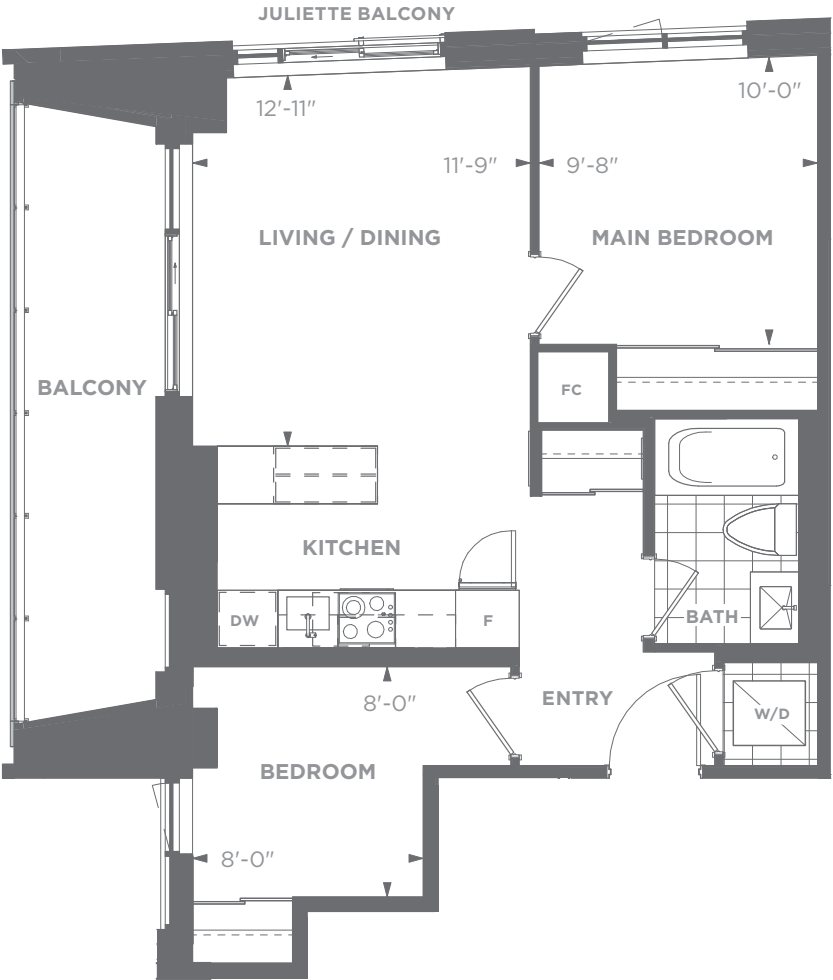 JULIETTE BALCONY
12'-11"
10'-0"
11'-9"
9'-8"
LIVING / DINING
MAIN BEDROOM
BALCONY
FC
KITCHEN
DW
F
BATH
8'-0"
ENTRY
W/D
BEDROOM
8'-0"